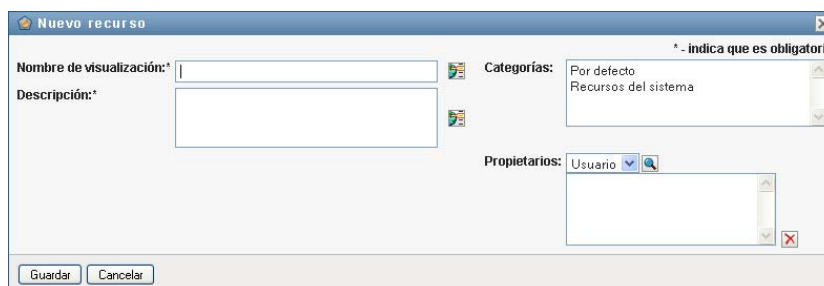 Nuevo recurso
* - indica que es obligatori
Nombre de visualización:*
Descripción:*
Categorías:
Por defecto
Recursos del sistema
Propietarios:
Usuario
Guardar
Cancelar